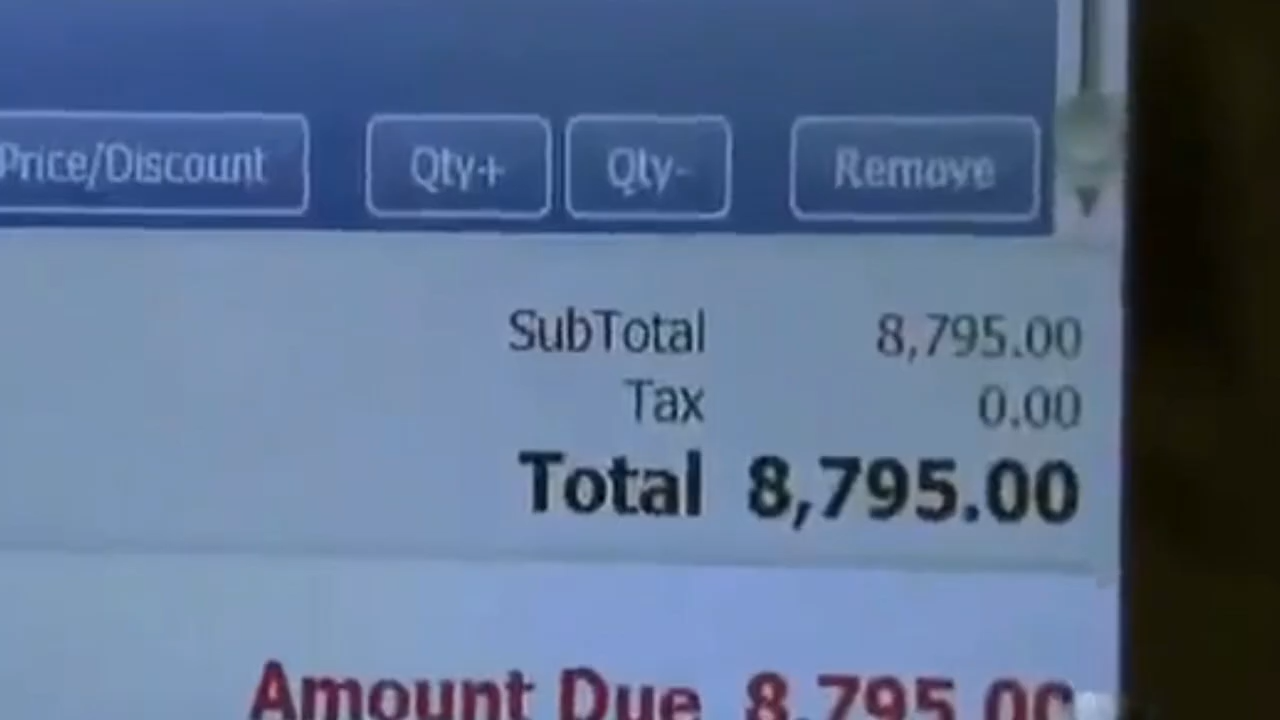 Price/Discount Qty+ Qty- Remove
SubTotal 8,795.00
Tax 0.00
Total 8,795.00
Amount Due 8,795.00